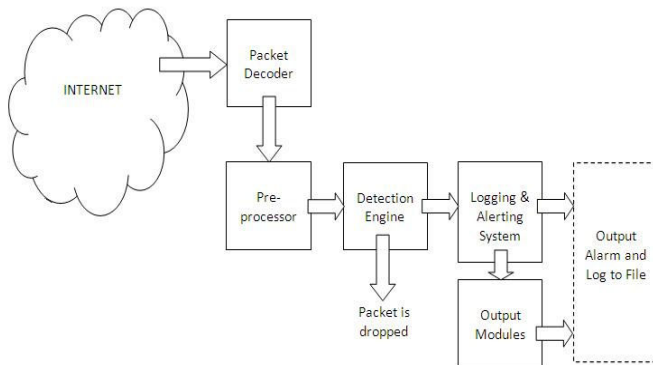 INTERNET
Packet
Decoder
Pre-
processor
Detection
Engine
Logging &
Alerting
System
Output
Alarm and
Log to File
Packet is
dropped
Output
Modules